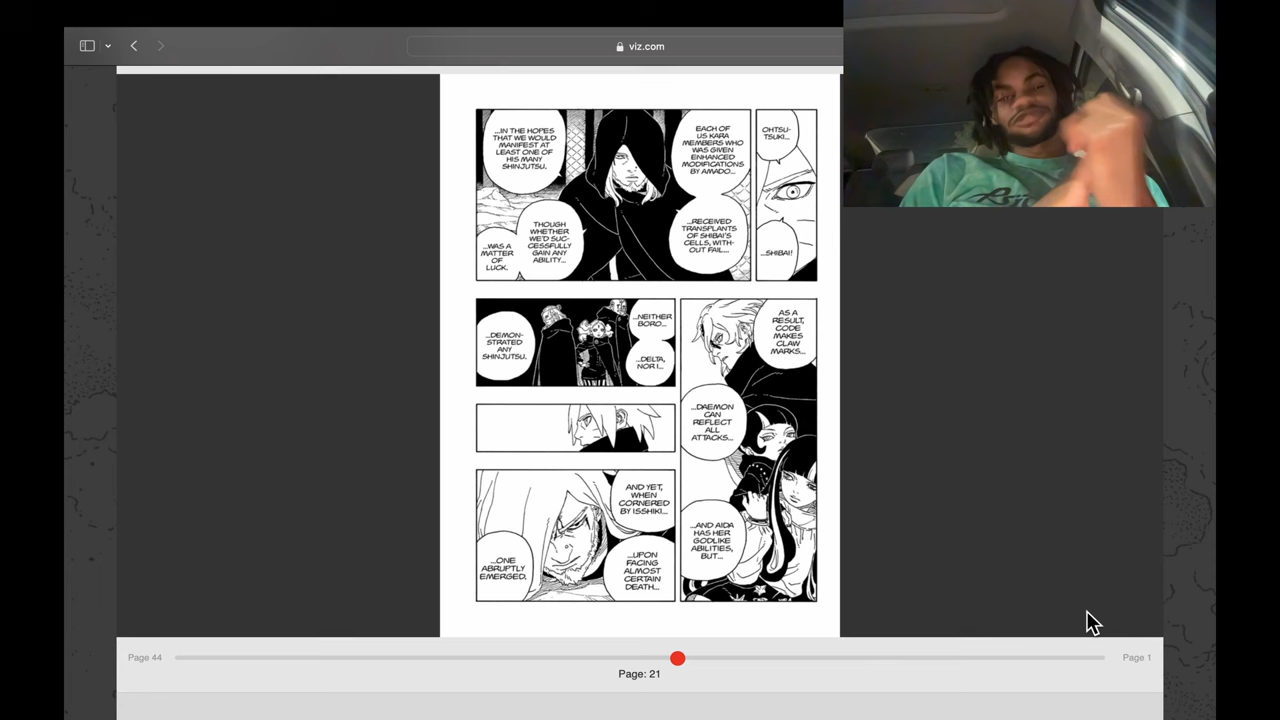 viz.com
OHTSU-
TSUKI...
...SHIBAI!
EACH OF
US KARA
MEMBERS WHO
WAS GIVEN
ENHANCED
MODIFICATIONS
BY AMADO...
...RECEIVED
TRANSPLANTS
OF SHIBAI'S
CELLS, WITH-
OUT FAIL...
...IN THE HOPES
THAT WE WOULD
MANIFEST AT
LEAST ONE OF
HIS MANY
SHINJUTSU.
THOUGH
WHETHER
WE'D SUC-
CESSFULLY
GAIN ANY
ABILITY...
...WAS A
MATTER
OF
LUCK.
AS A
RESULT,
CODE
MAKES
CLAW
MARKS...
...DAEMON
CAN
REFLECT
ALL
ATTACKS...
...AND AIDA
HAS HER
GODLIKE
ABILITIES,
BUT...
...NEITHER
BORO...
...DELTA,
NOR I...
...DEMON-
STRATED
ANY
SHINJUTSU.
AND YET,
WHEN
CORNERED
BY ISSHIKI...
...UPON
FACING
ALMOST
CERTAIN
DEATH...
...ONE
ABRUPTLY
EMERGED.
Page 44
Page 1
Page: 21